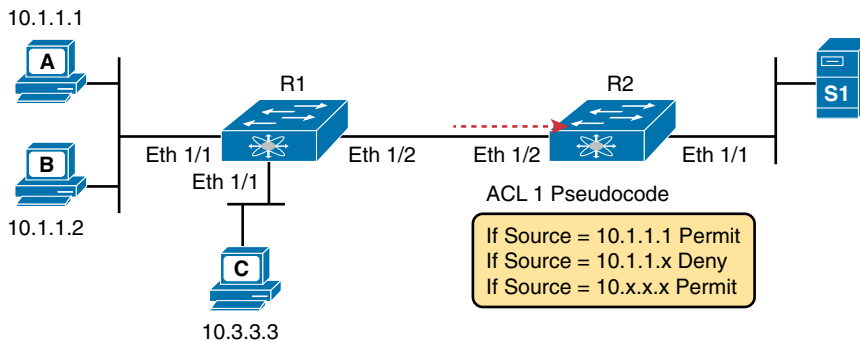 10.1.1.1
A
R1
R2
S1
B
10.1.1.2
Eth 1/1
Eth 1/2
Eth 1/2
Eth 1/1
Eth 1/1
C
10.3.3.3
ACL 1 Pseudocode
If Source = 10.1.1.1 Permit
If Source = 10.1.1.x Deny
If Source = 10.x.x.x Permit